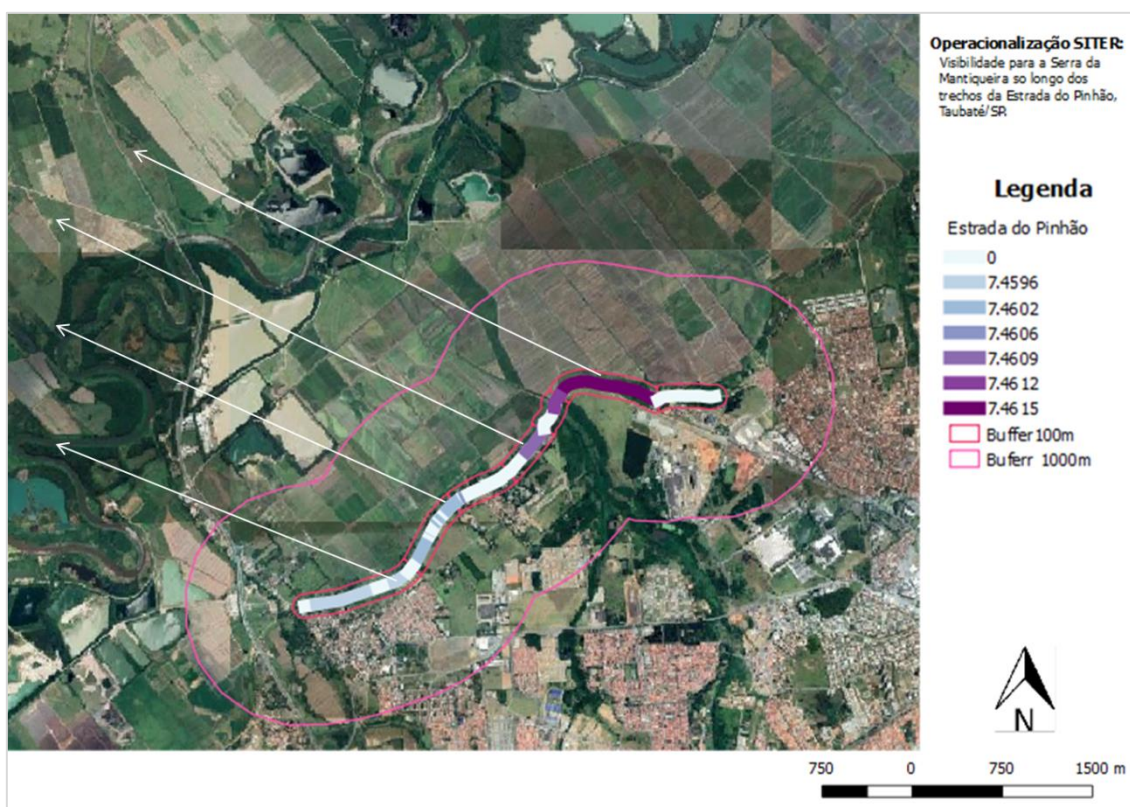 Operacionalização SITER:
Visibilidade para a Serra da
Mantiqueira so longo dos
trechos da Estrada do Pinhão,
Taubaté/SP.
Legenda
Estrada do Pinhão
0
7.4596
7.4602
7.4606
7.4609
7.4612
7.4615
Buffer 100m
Buferr 1000m
N
750 0 750 1500 m